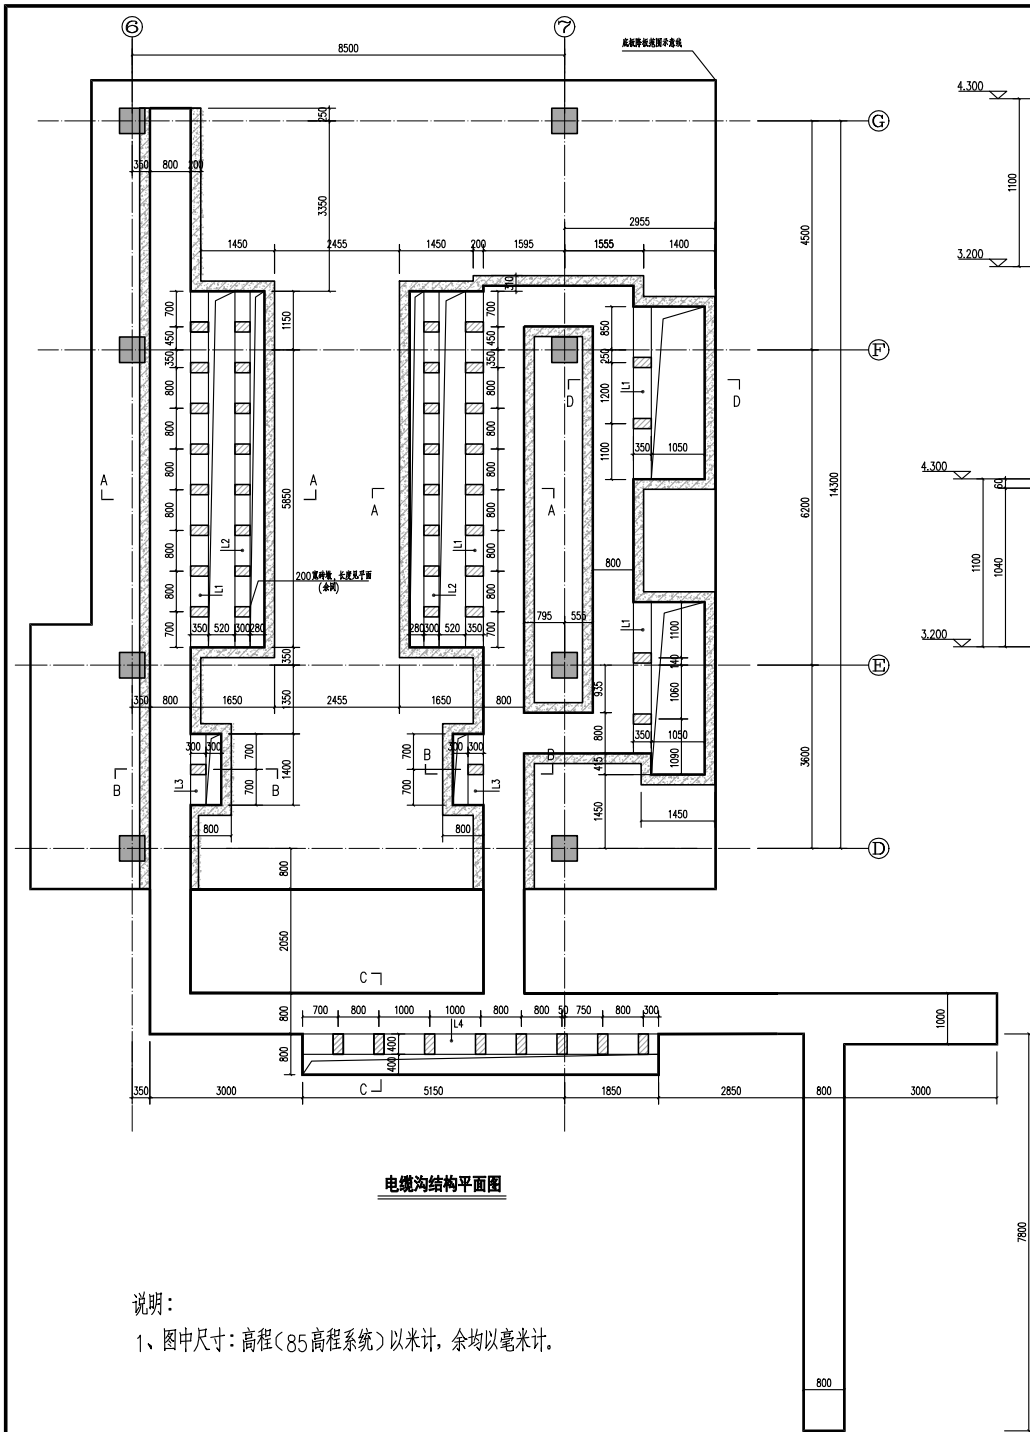 ⑥ ⑦
8500
底板降板范围示意线
4.300
1100
3.200
G
250
350 800 200
3350
2955
4500
1450 2455 1450 200 1595 1555 1400
310
700 1150 700 850
450 450 250
F
350 350
D D
L1
800 800 1200
800 800 1100
350 1050
A A A A
4.300
60
5850
6200 14300
1100 1040
800 800
L2 L1
800 800
800
200宽砖墩，长度见平面
(余同)
L1 L2
800 800
795 555
L1
1100
3.200
700 350 520 300 280 280 300 520 350 700
E
350 140
350 800 1650 1350 2455 1650 800 935 1060
800
350 1050
300 300 700 1400 700 300 300
B B B B
L3 700 700 L3
415 1090
3600
1450 1450
800 800
D
800
2050
C
700 800 1000 1000 800 800 50 750 800 300
L4
800
800
400
400
1000
C
350 3000 5150 1850 2850 800 3000
电缆沟结构平面图
7800
说明：
1、图中尺寸：高程（85高程系统）以米计，余均以毫米计。
800